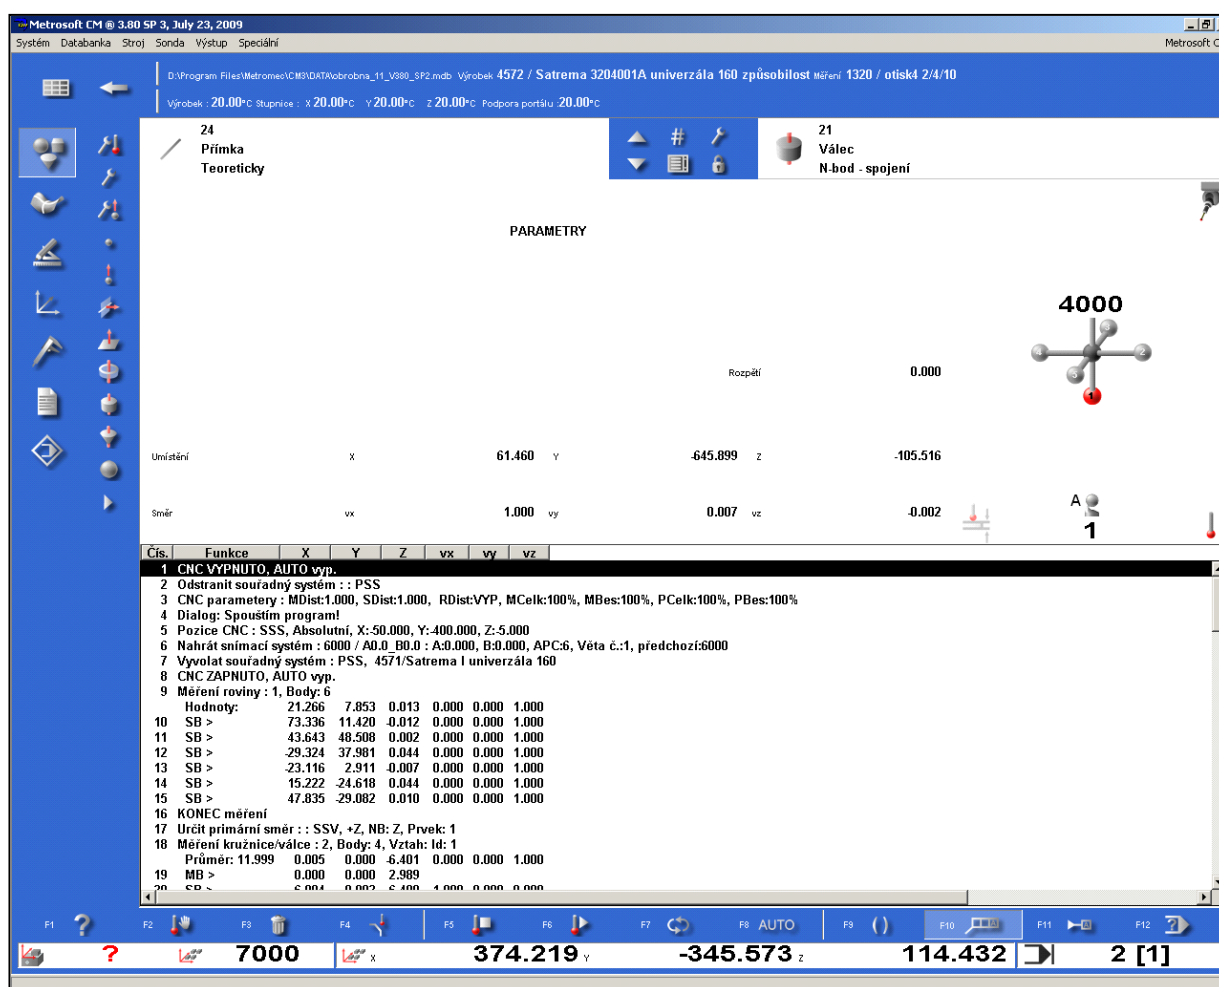 Metrosoft CM ® 3.80 SP 3, July 23, 2009
Systém Databanka Stroj Sonda Výstup Speciální Metrosoft C
D:\Program Files\Metromec\CM3\DATA\obrobna_11_V380_SP2.mdb Výrobek 4572 / Satrema 3204001A univerzála 160 způsobilost Měření 1320 / otisk4 2/4/10
Výrobek : 20.00°C Stupnice : X 20.00°C Y 20.00°C Z 20.00°C Podpora portálu :20.00°C
24
Přímka
Teoreticky
#
21
Válec
N-bod - spojení
PARAMETRY
4000
3
4
2
5
1
Rozpětí 0.000
Umístění X 61.460 Y -645.899 Z -105.516
Směr vx 1.000 vy 0.007 vz -0.002
A
1
Čís. Funkce X Y Z vx vy vz
1 CNC VYPNUTO, AUTO vyp.
2 Odstranit souřadný systém : : PSS
3 CNC parametery : MDist:1.000, SDist:1.000, RDist:VYP, MCelk:100%, MBes:100%, PCelk:100%, PBes:100%
4 Dialog: Spouštím program!
5 Pozice CNC : SSS, Absolutní, X:-50.000, Y:-400.000, Z:-5.000
6 Nahrát snímací systém : 6000 / A0.0_B0.0 : A:0.000, B:0.000, APC:6, Věta č.:1, předchozí:6000
7 Vyvolat souřadný systém : PSS, 4571/Satrema I univerzála 160
8 CNC ZAPNUTO, AUTO vyp.
9 Měření roviny : 1, Body: 6
Hodnoty: 21.266 7.853 0.013 0.000 0.000 1.000
10 SB > 73.336 11.420 -0.012 0.000 0.000 1.000
11 SB > 43.643 48.508 0.002 0.000 0.000 1.000
12 SB > -29.324 37.981 0.044 0.000 0.000 1.000
13 SB > -23.116 2.911 -0.007 0.000 0.000 1.000
14 SB > 15.222 -24.618 0.044 0.000 0.000 1.000
15 SB > 47.835 -29.082 0.010 0.000 0.000 1.000
16 KONEC měření
17 Určit primární směr : : SSV, +Z, NB: Z, Prvek: 1
18 Měření kružnice/válce : 2, Body: 4, Vztah: Id: 1
Průměr: 11.999 0.005 0.000 -6.401 0.000 0.000 1.000
19 MB > 0.000 0.000 2.989
F1 ? F2 F3 F4 F5 F6 F7 F8 AUTO F9 ( ) F10 F11 F12 ?
? 7000 X 374.219 Y -345.573 Z 114.432 2 [1]